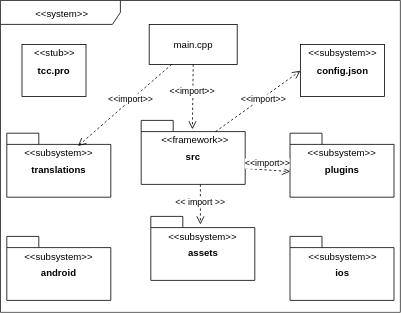 <<system>>
<<stub>>
tcc.pro
main.cpp
<<subsystem>>
config.json
<<import>>
<<import>>
<<import>>
<<subsystem>>
translations
<<framework>>
src
<<import>>
<<subsystem>>
plugins
<< import >>
<<subsystem>>
android
<<subsystem>>
assets
<<subsystem>>
ios